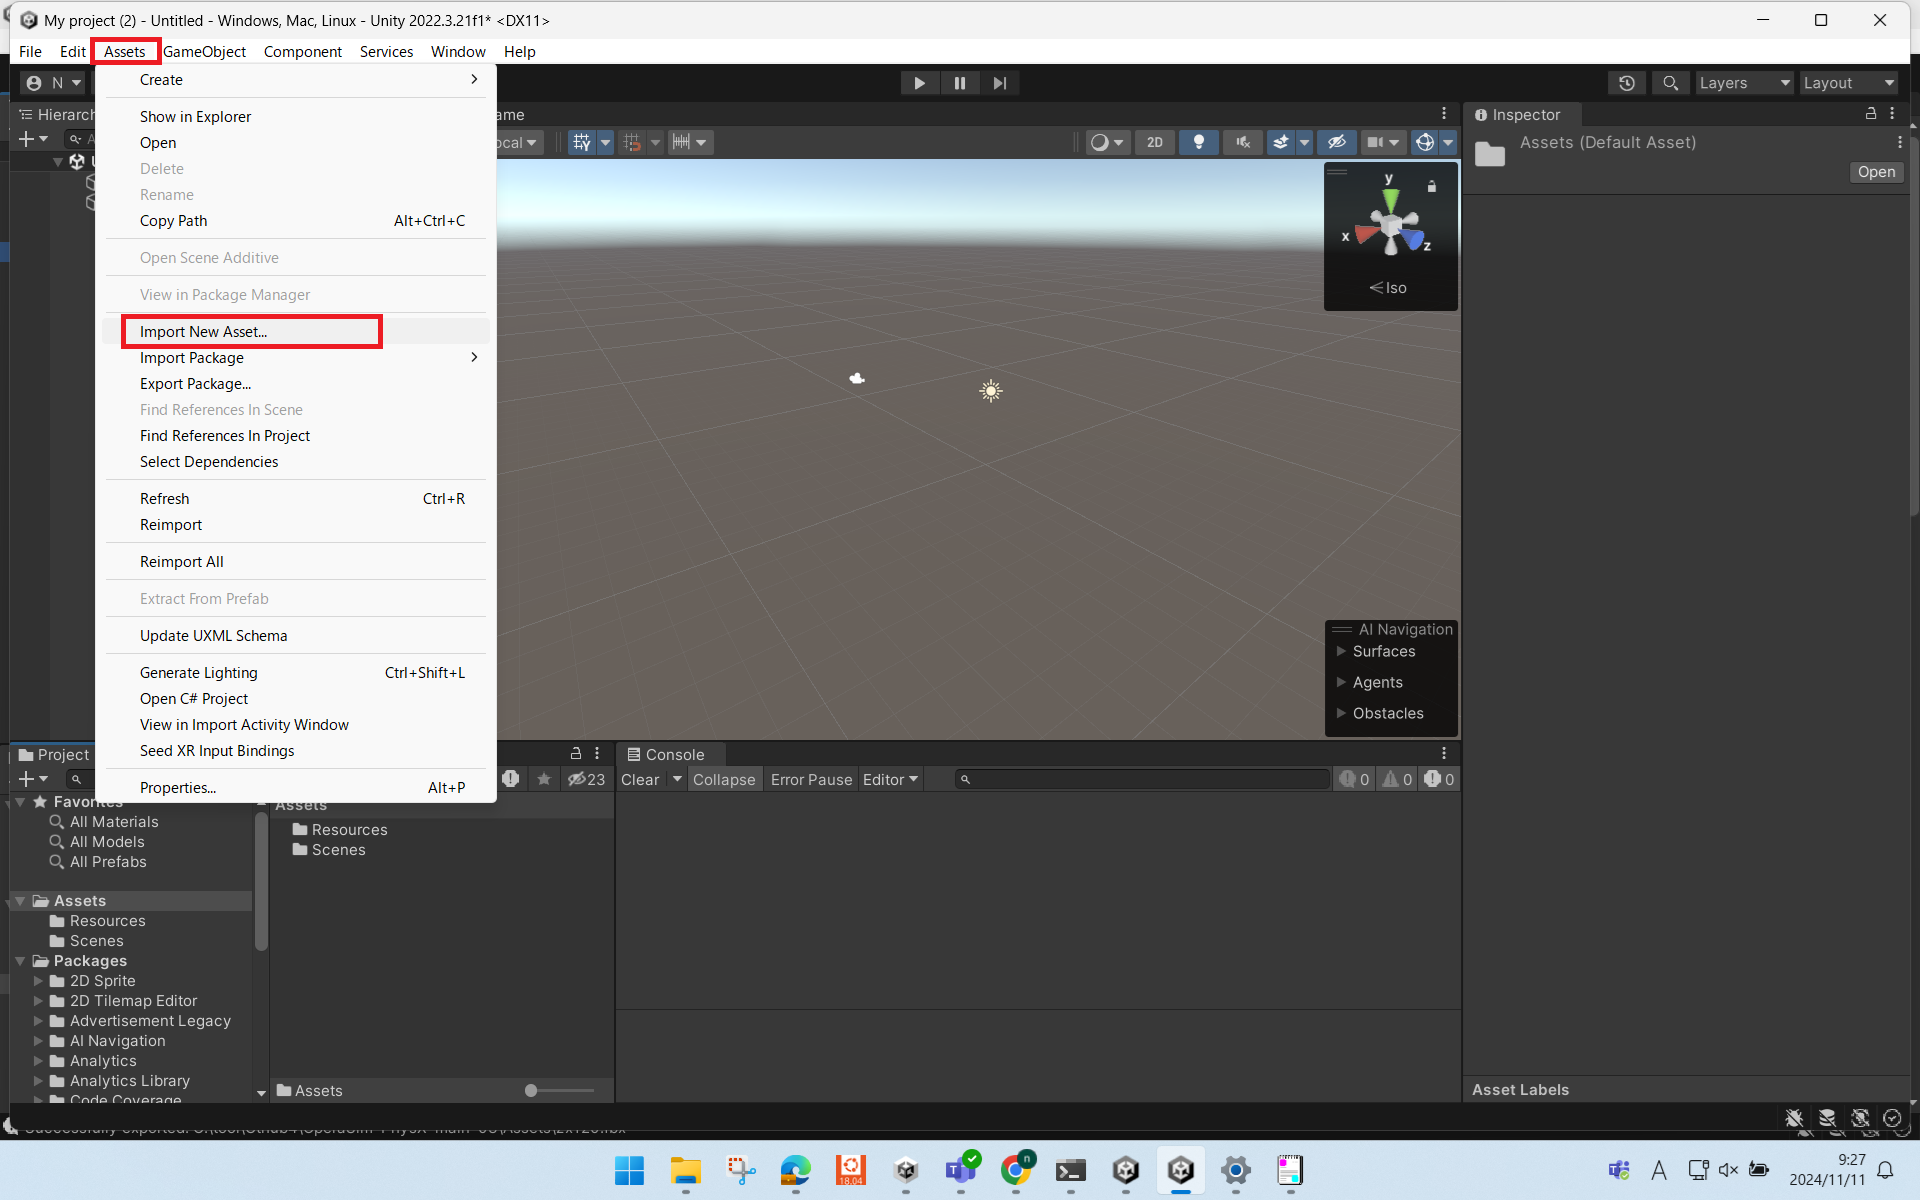 My project (2) - Untitled - Windows, Mac, Linux - Unity 2022.3.21f1* <DX11>
File Edit Assets GameObject Component Services Window Help
N
Layers
Layout
Create
Show in Explorer
Open
Delete
Rename
Copy Path Alt+Ctrl+C
Open Scene Additive
View in Package Manager
Import New Asset...
Import Package
Export Package...
Find References In Scene
Find References In Project
Select Dependencies
Refresh Ctrl+R
Reimport
Reimport All
Extract From Prefab
Update UXML Schema
Generate Lighting Ctrl+Shift+L
Open C# Project
View in Import Activity Window
Seed XR Input Bindings
Properties... Alt+P
Hierarch
ame
ocal
2D
y
x
z
Iso
AI Navigation
Surfaces
Agents
Obstacles
Inspector
Assets (Default Asset)
Open
Asset Labels
Project
23
Favorites
All Materials
All Models
All Prefabs
Assets
Resources
Scenes
Packages
2D Sprite
2D Tilemap Editor
Advertisement Legacy
AI Navigation
Analytics
Analytics Library
Code Coverage
Assets
Resources
Scenes
Assets
Console
Clear Collapse Error Pause Editor
0 0 0
18.04
n
A
9:27
2024/11/11